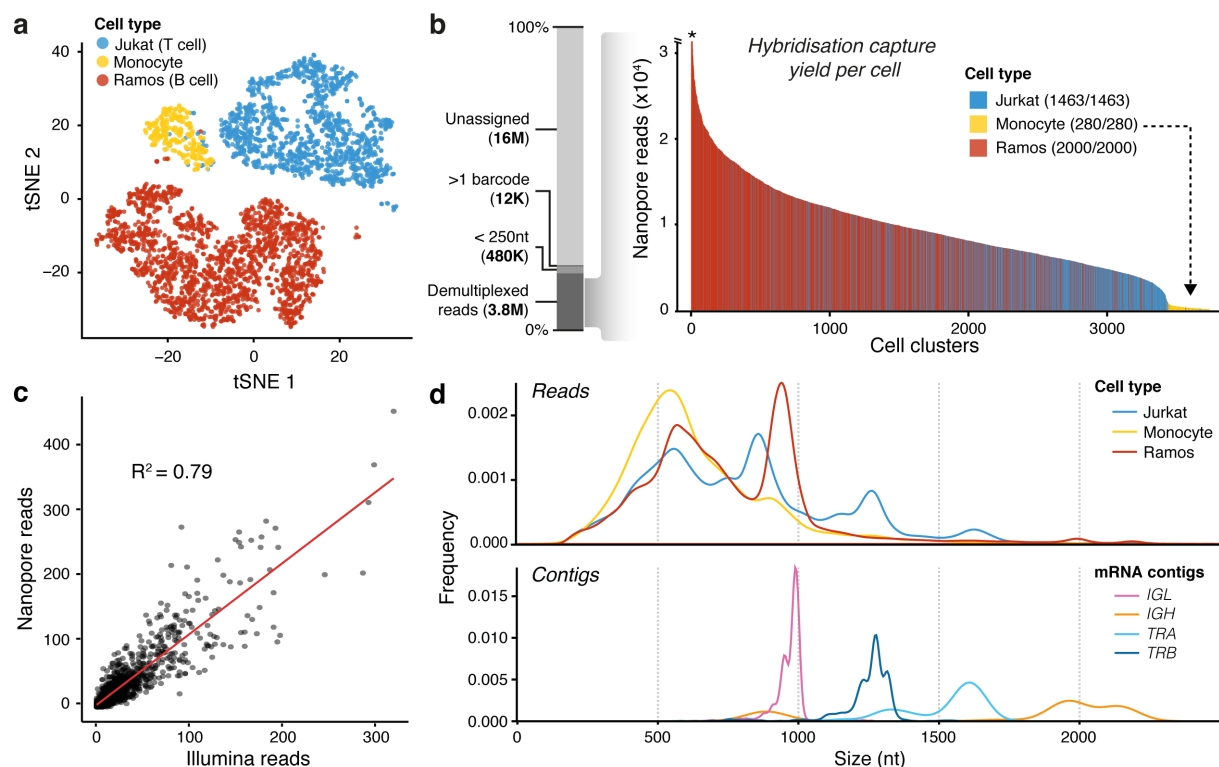 a
Cell type
Jukat (T cell)
Monocyte
Ramos (B cell)
40
20
0
−20
tSNE 2
−20
0
20
tSNE 1
b
100%
Unassigned
(16M)
>1 barcode
(12K)
< 250nt
(480K)
Demultiplexed
reads (3.8M)
0%
Hybridisation capture
yield per cell
*
3
2
1
0
Nanopore reads (x10⁴)
Cell type
Jurkat (1463/1463)
Monocyte (280/280)
Ramos (2000/2000)
0
1000
2000
3000
Cell clusters
c
400
300
200
100
0
Nanopore reads
R² = 0.79
0
100
200
300
Illumina reads
d
Reads
0.002
0.001
0.000
Cell type
Jurkat
Monocyte
Ramos
Frequency
Contigs
0.015
0.010
0.005
0.000
mRNA contigs
IGL
IGH
TRA
TRB
0
500
1000
1500
2000
Size (nt)